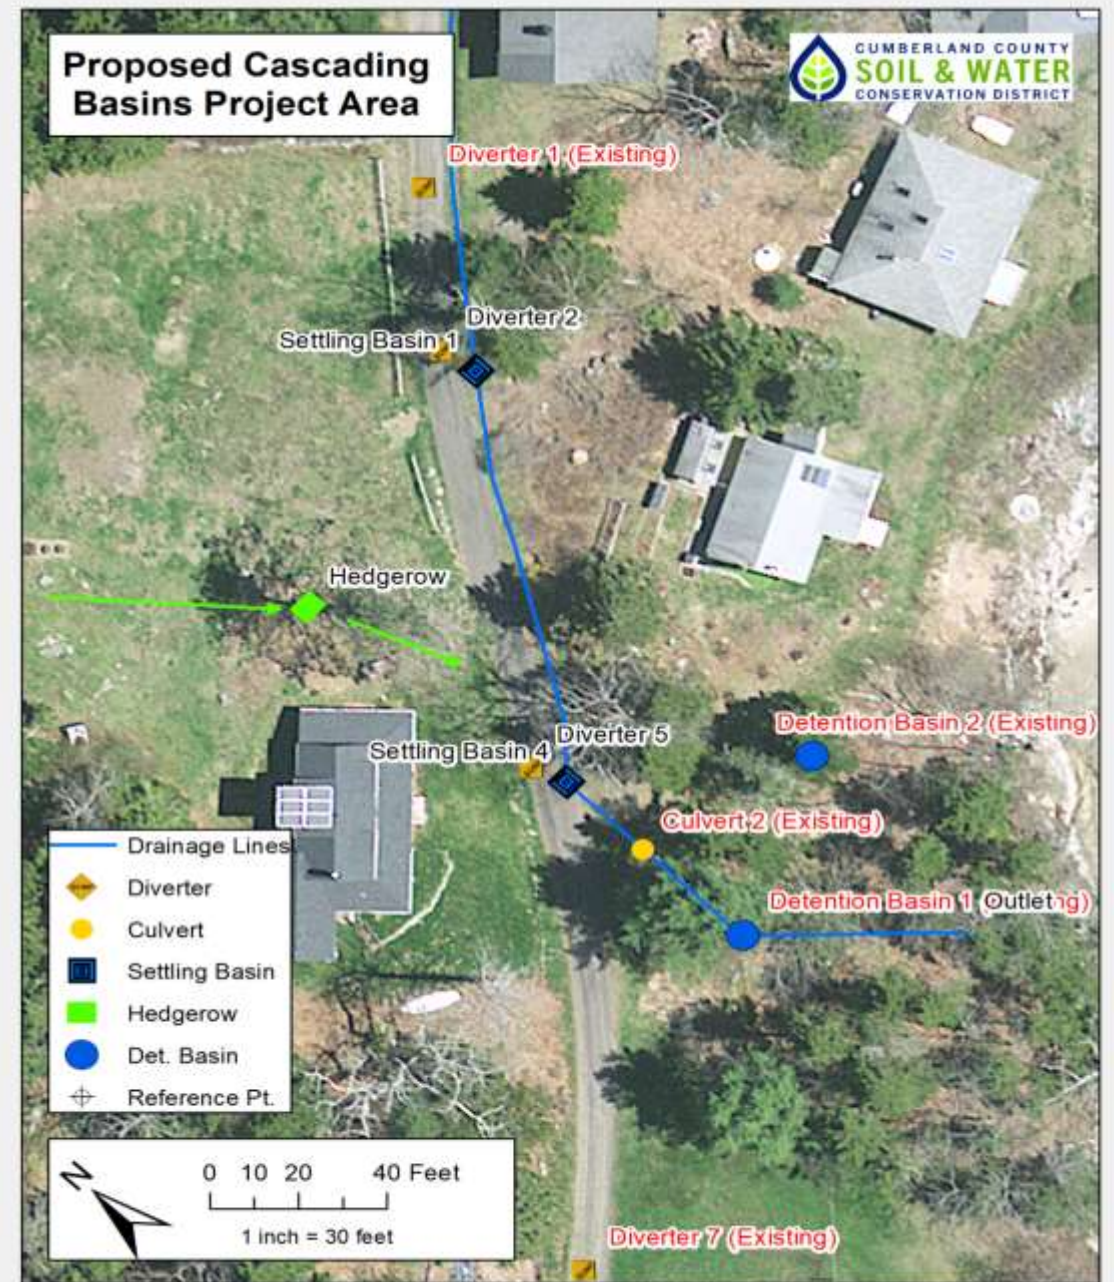 Proposed Cascading
Basins Project Area
CUMBERLAND COUNTY
SOIL & WATER
CONSERVATION DISTRICT
Diverter 1 (Existing)
Diverter 2
Settling Basin 1
Hedgerow
Detention Basin 2 (Existing)
Diverter 5
Settling Basin 4
Culvert 2 (Existing)
Detention Basin 1
Outlet
Drainage Lines
Diverter
Culvert
Settling Basin
Hedgerow
Det. Basin
Reference Pt.
N
0 10 20 40 Feet
1 inch = 30 feet
Diverter 7 (Existing)